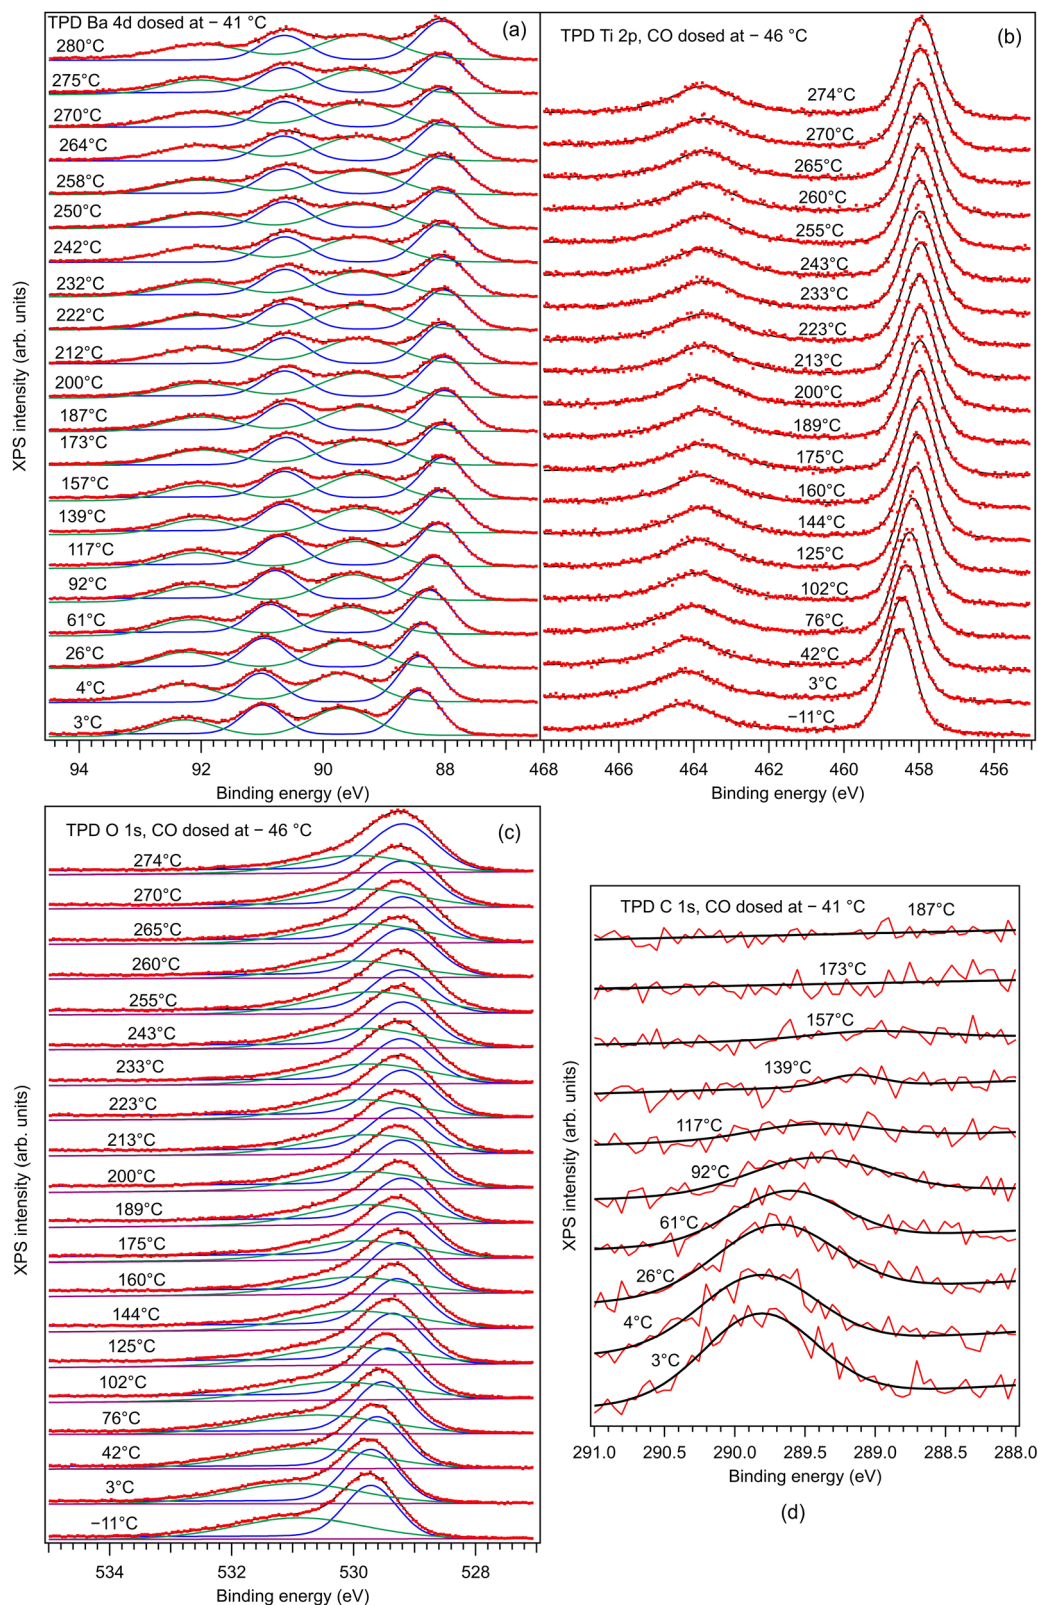 TPD Ba 4d dosed at − 41 °C
(a)
280°C
275°C
270°C
264°C
258°C
250°C
242°C
232°C
222°C
212°C
200°C
187°C
173°C
157°C
139°C
117°C
92°C
61°C
26°C
4°C
3°C
XPS intensity (arb. units)
94 92 90 88
Binding energy (eV)
TPD Ti 2p, CO dosed at − 46 °C
(b)
274°C
270°C
265°C
260°C
255°C
243°C
233°C
223°C
213°C
200°C
189°C
175°C
160°C
144°C
125°C
102°C
76°C
42°C
3°C
−11°C
468 466 464 462 460 458 456
Binding energy (eV)
TPD O 1s, CO dosed at − 46 °C
(c)
274°C
270°C
265°C
260°C
255°C
243°C
233°C
223°C
213°C
200°C
189°C
175°C
160°C
144°C
125°C
102°C
76°C
42°C
3°C
−11°C
XPS intensity (arb. units)
534 532 530 528
Binding energy (eV)
TPD C 1s, CO dosed at − 41 °C
187°C
173°C
157°C
139°C
117°C
92°C
61°C
26°C
4°C
3°C
XPS intensity (arb. units)
291.0 290.5 290.0 289.5 289.0 288.5 288.0
Binding energy (eV)
(d)